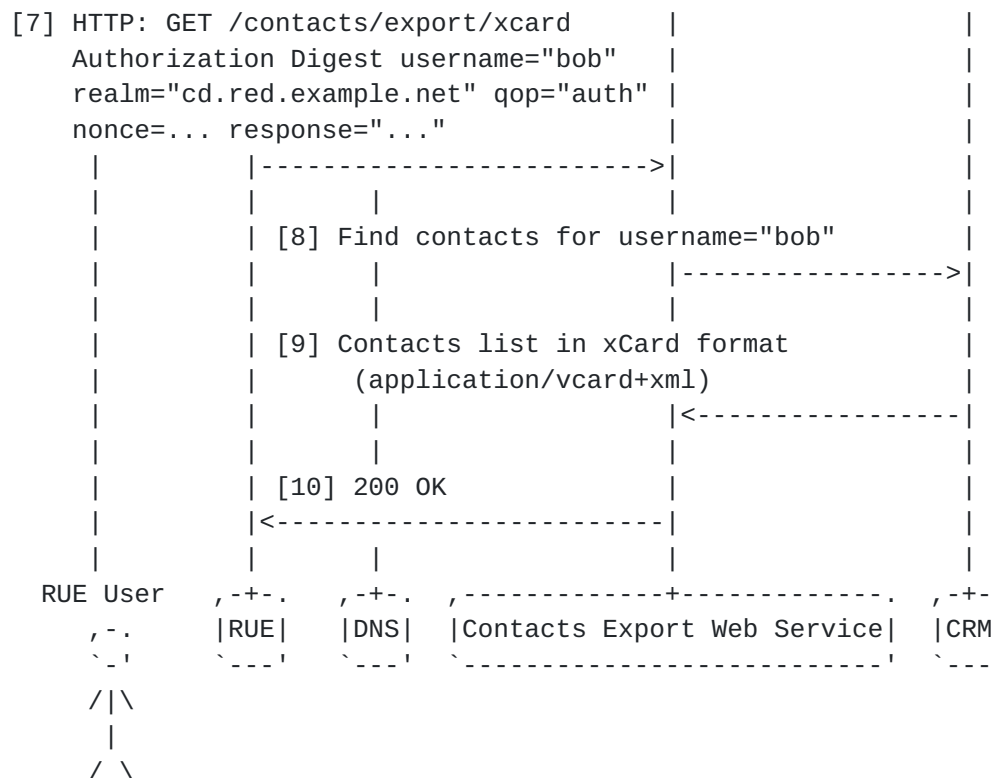 [7] HTTP: GET /contacts/export/xcard
Authorization Digest username="bob"
realm="cd.red.example.net" qop="auth"
nonce=... response="..."
[8] Find contacts for username="bob"
[9] Contacts list in xCard format
(application/vcard+xml)
[10] 200 OK
RUE User
RUE DNS Contacts Export Web Service CRM